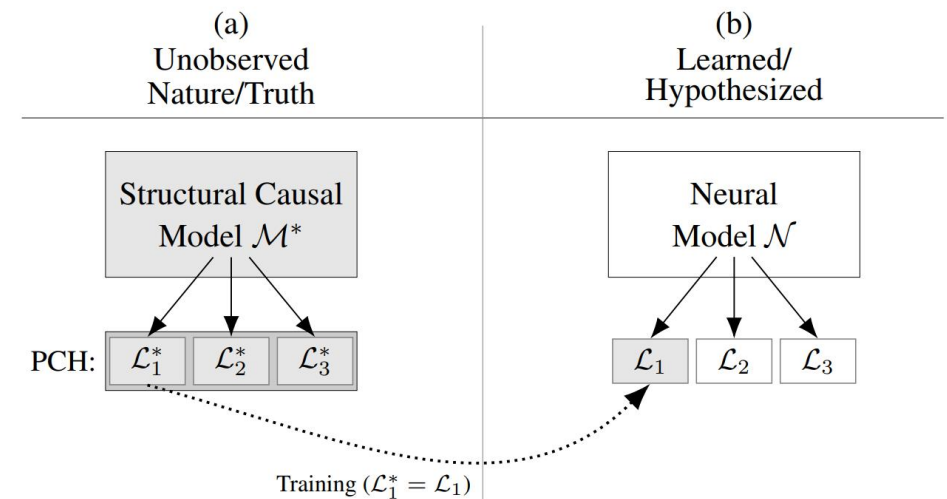 (a)
Unobserved
Nature/Truth
(b)
Learned/
Hypothesized
Structural Causal
Model ℳ*
Neural
Model 𝒩
PCH:
ℒ₁*
ℒ₂*
ℒ₃*
ℒ₁
ℒ₂
ℒ₃
Training (ℒ₁* = ℒ₁)